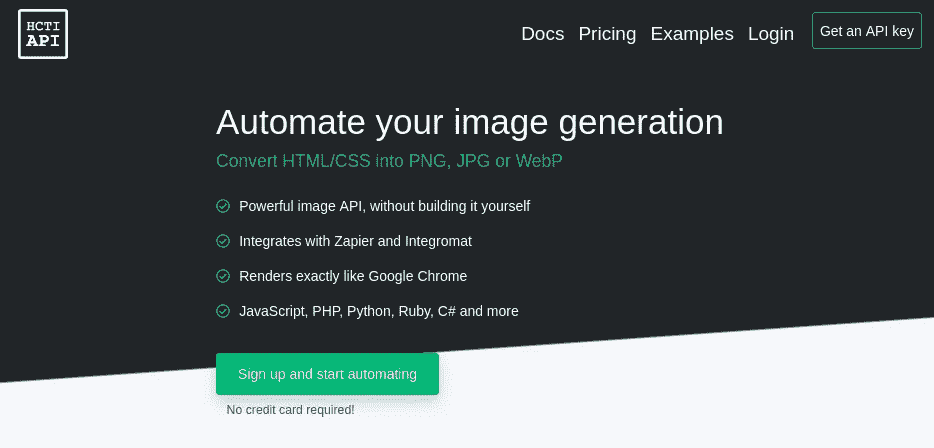 HCTI
API
Docs Pricing Examples Login Get an API key
Automate your image generation
Convert HTML/CSS into PNG, JPG or WebP
Powerful image API, without building it yourself
Integrates with Zapier and Integromat
Renders exactly like Google Chrome
JavaScript, PHP, Python, Ruby, C# and more
Sign up and start automating
No credit card required!